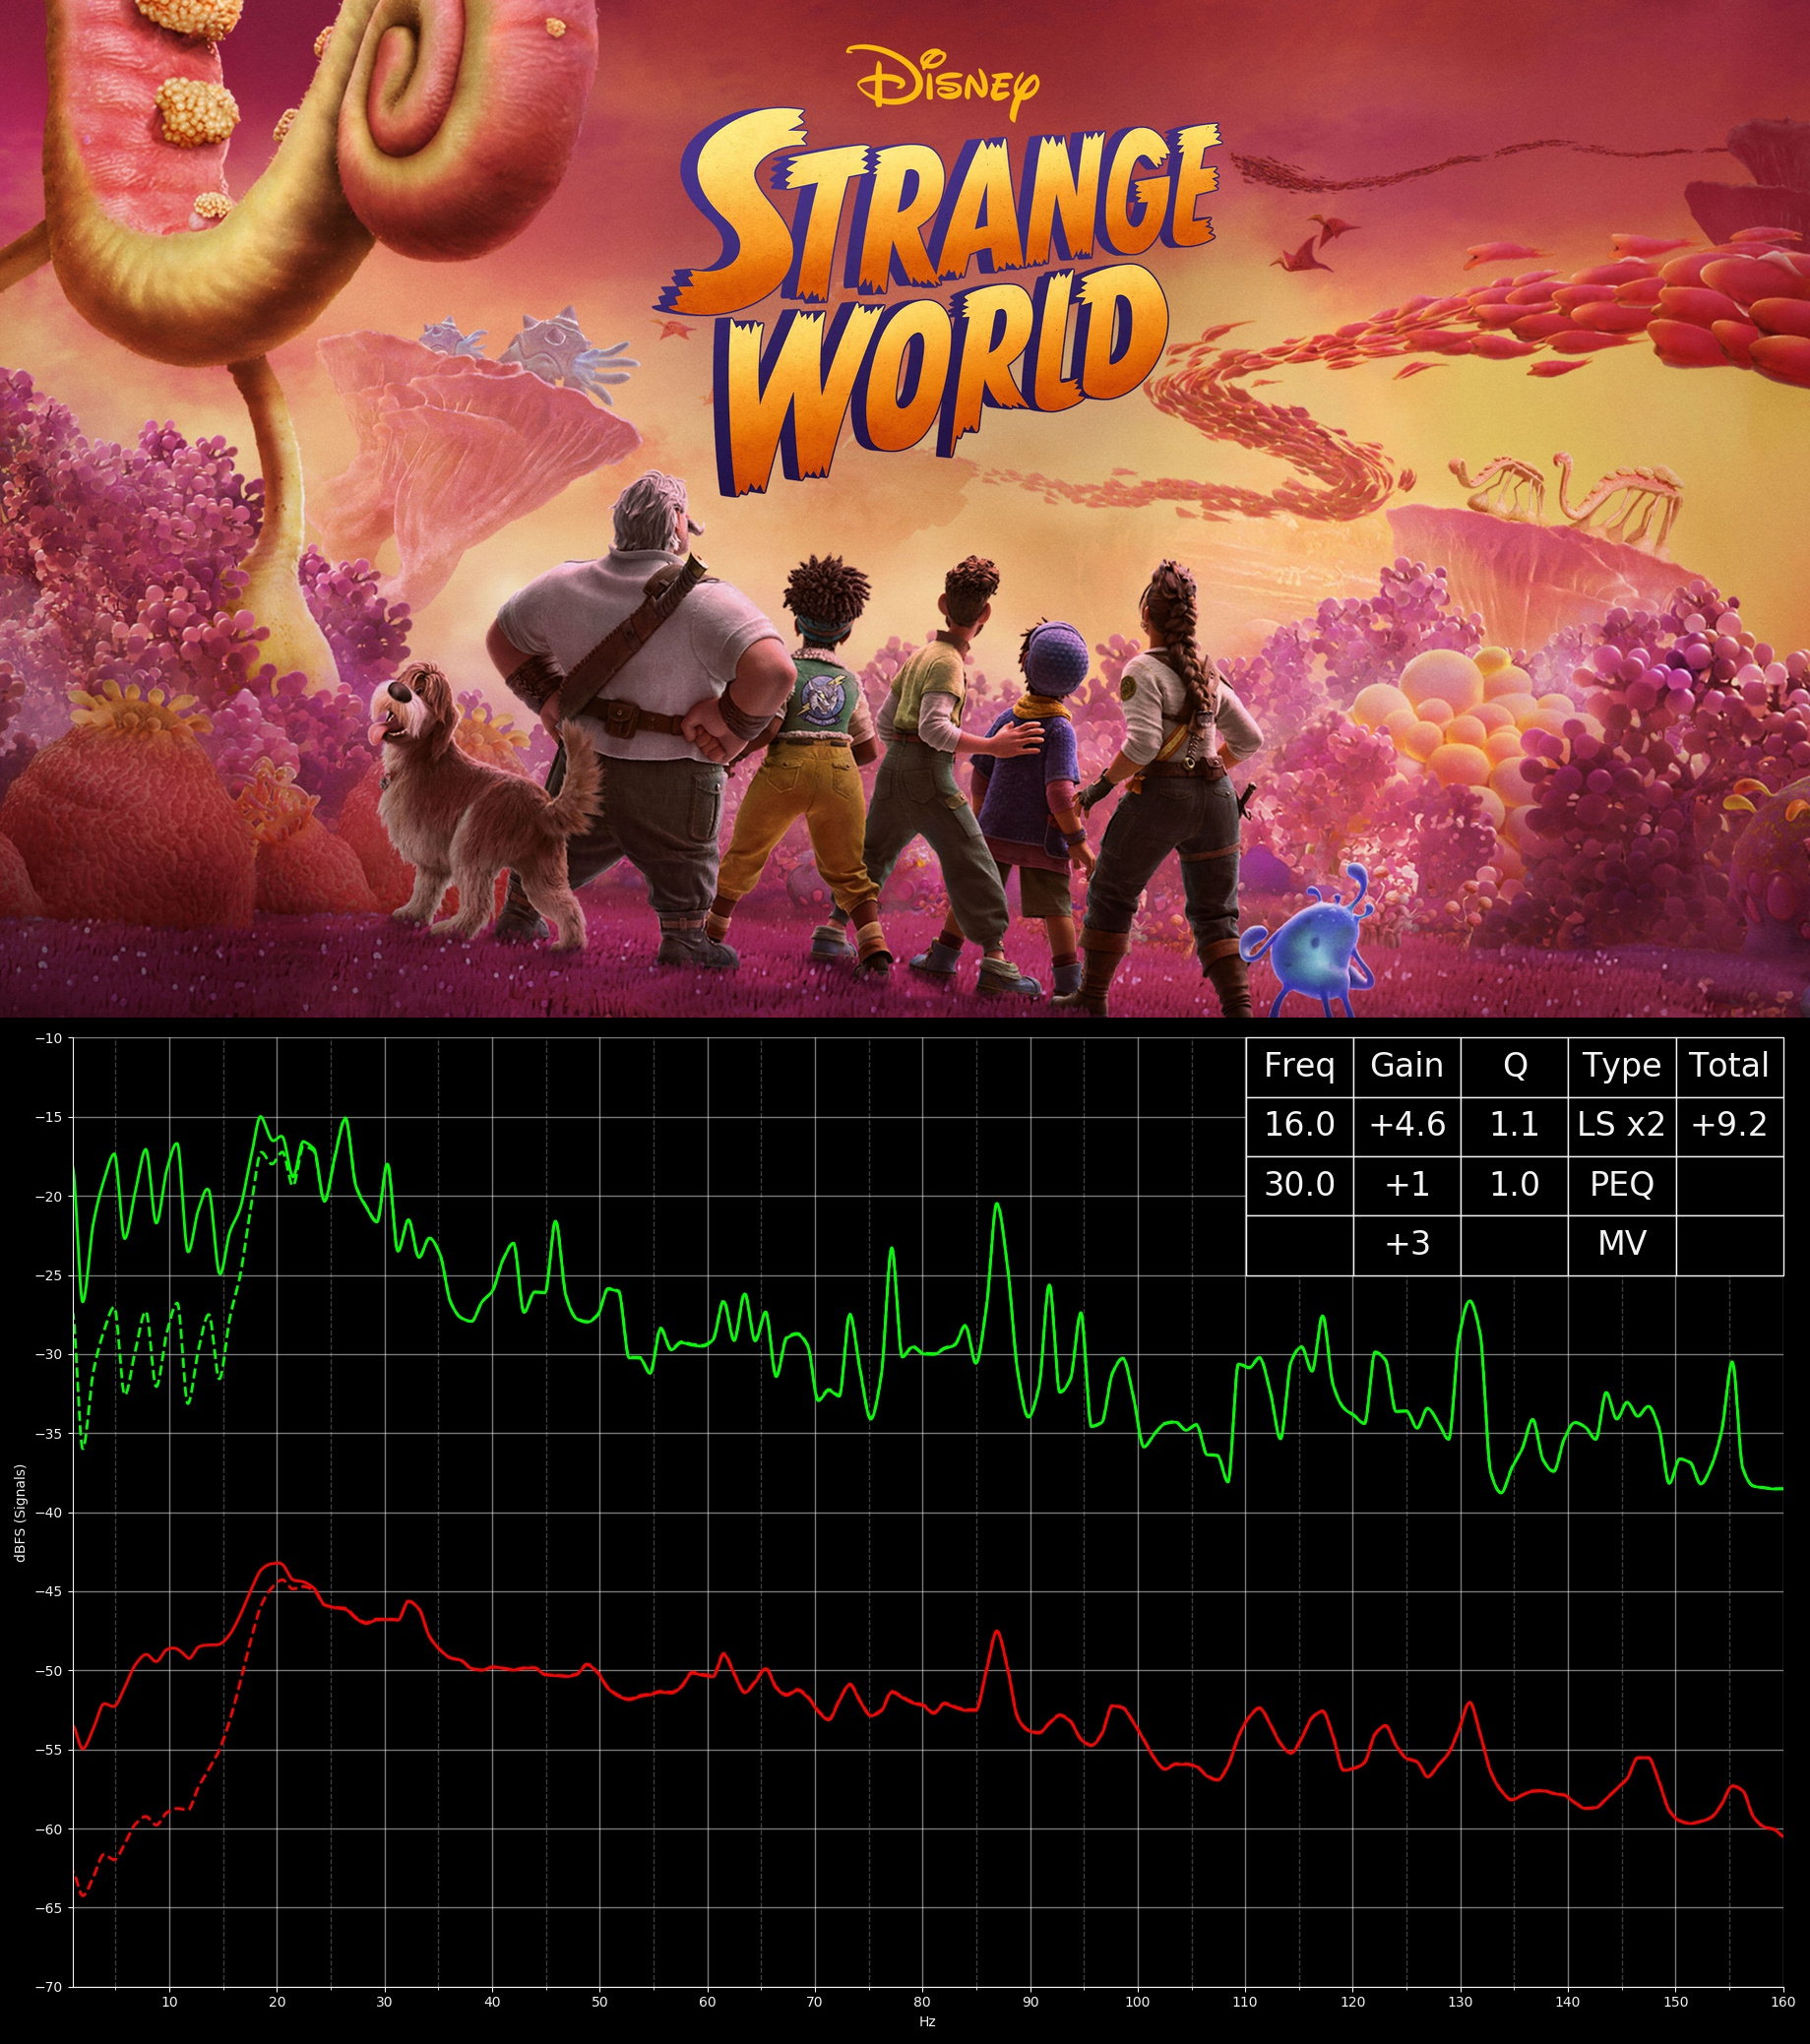 Disney
STRANGE
WORLD
Freq Gain Q Type Total
16.0 +4.6 1.1 LS x2 +9.2
30.0 +1 1.0 PEQ
+3 MV
−10
−15
−20
−25
−30
−35
−40
−45
−50
−55
−60
−65
−70
dBFS (Signals)
10 20 30 40 50 60 70 80 90 100 110 120 130 140 150 160
Hz